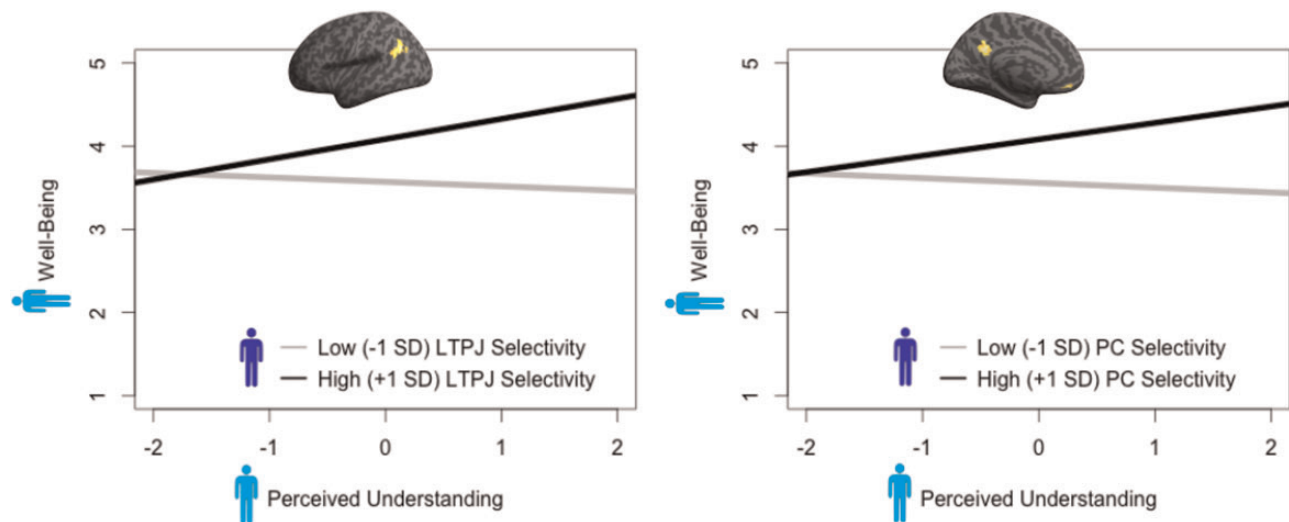 5
4
3
2
1
Well-Being
Low (-1 SD) LTPJ Selectivity
High (+1 SD) LTPJ Selectivity
-2 -1 0 1 2
Perceived Understanding
5
4
3
2
1
Well-Being
Low (-1 SD) PC Selectivity
High (+1 SD) PC Selectivity
-2 -1 0 1 2
Perceived Understanding